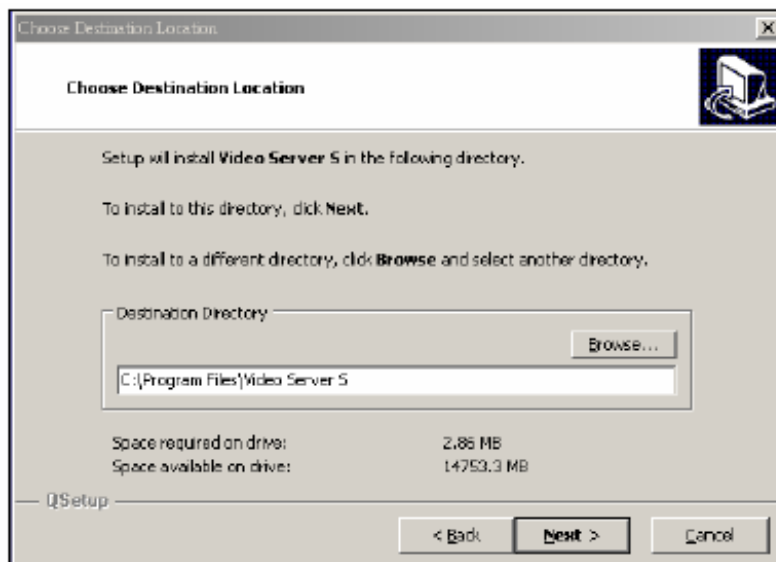 Choose Destination Location
Choose Destination Location
Setup will install Video Server S in the following directory.
To install to this directory, click Next.
To install to a different directory, click Browse and select another directory.
Destination Directory
Browse...
C:\Program Files\Video Server S
Space required on drive: 2.86 MB
Space available on drive: 14753.3 MB
QSetup
< Back Next > Cancel